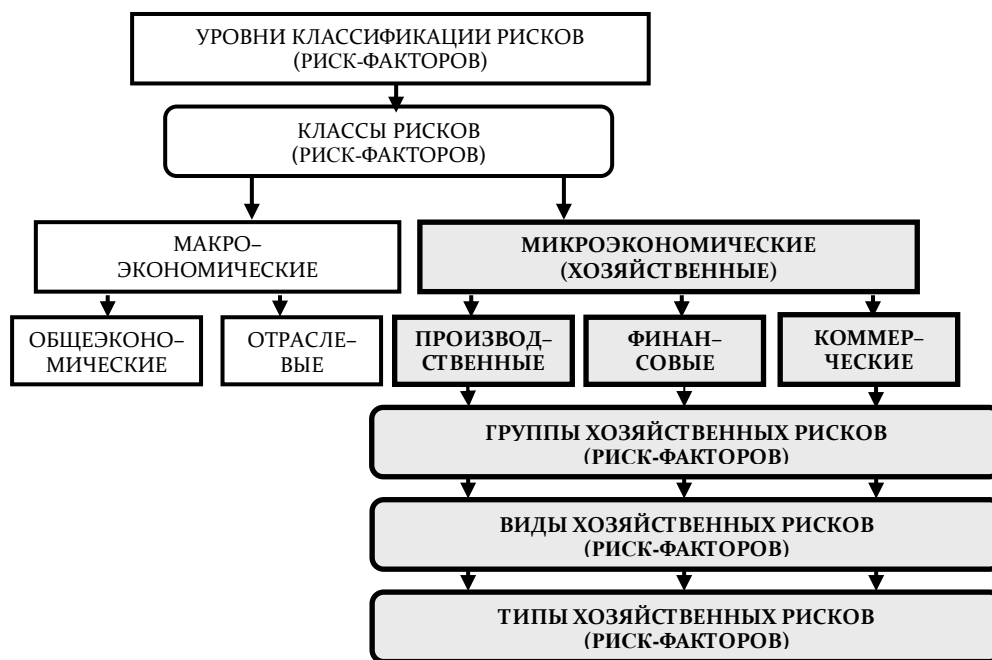 УРОВНИ КЛАССИФИКАЦИИ РИСКОВ
(РИСК-ФАКТОРОВ)
КЛАССЫ РИСКОВ
(РИСК-ФАКТОРОВ)
МАКРО–
ЭКОНОМИЧЕСКИЕ
МИКРОЭКОНОМИЧЕСКИЕ
(ХОЗЯЙСТВЕННЫЕ)
ОБЩЕЭКОНО–
МИЧЕСКИЕ
ОТРАСЛЕ–
ВЫЕ
ПРОИЗВОД–
СТВЕННЫЕ
ФИНАН–
СОВЫЕ
КОММЕР–
ЧЕСКИЕ
ГРУППЫ ХОЗЯЙСТВЕННЫХ РИСКОВ
(РИСК-ФАКТОРОВ)
ВИДЫ ХОЗЯЙСТВЕННЫХ РИСКОВ
(РИСК-ФАКТОРОВ)
ТИПЫ ХОЗЯЙСТВЕННЫХ РИСКОВ
(РИСК-ФАКТОРОВ)